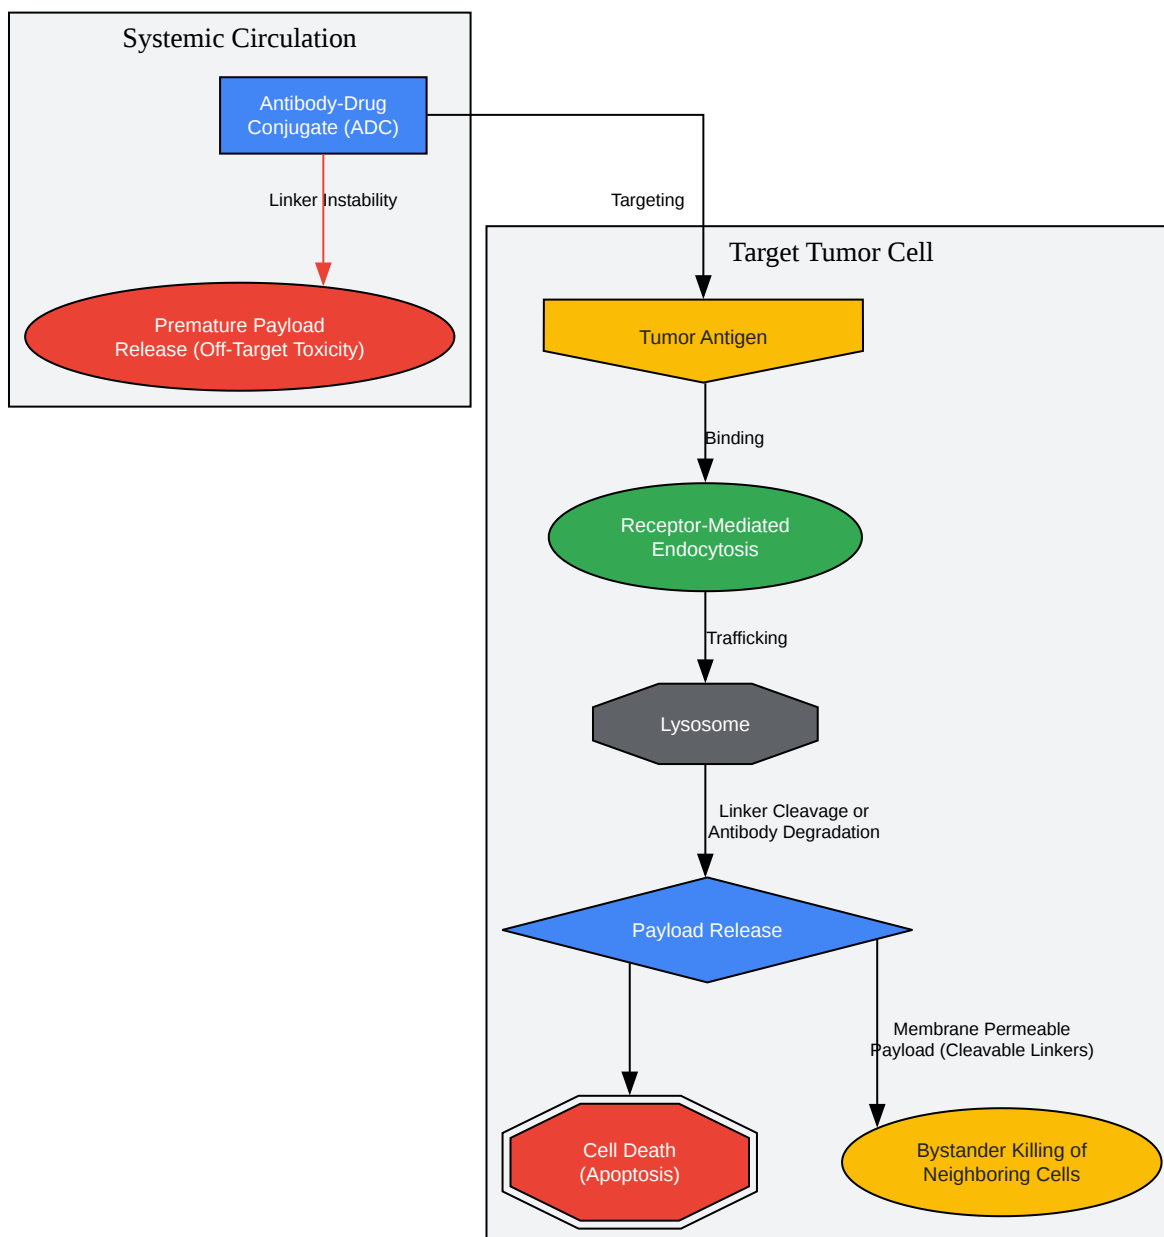 Systemic Circulation
Antibody-Drug
Conjugate (ADC)
Linker Instability
Targeting
Premature Payload
Release (Off-Target Toxicity)
Target Tumor Cell
Tumor Antigen
Binding
Receptor-Mediated
Endocytosis
Trafficking
Lysosome
Linker Cleavage or
Antibody Degradation
Payload Release
Membrane Permeable
Payload (Cleavable Linkers)
Cell Death
(Apoptosis)
Bystander Killing of
Neighboring Cells